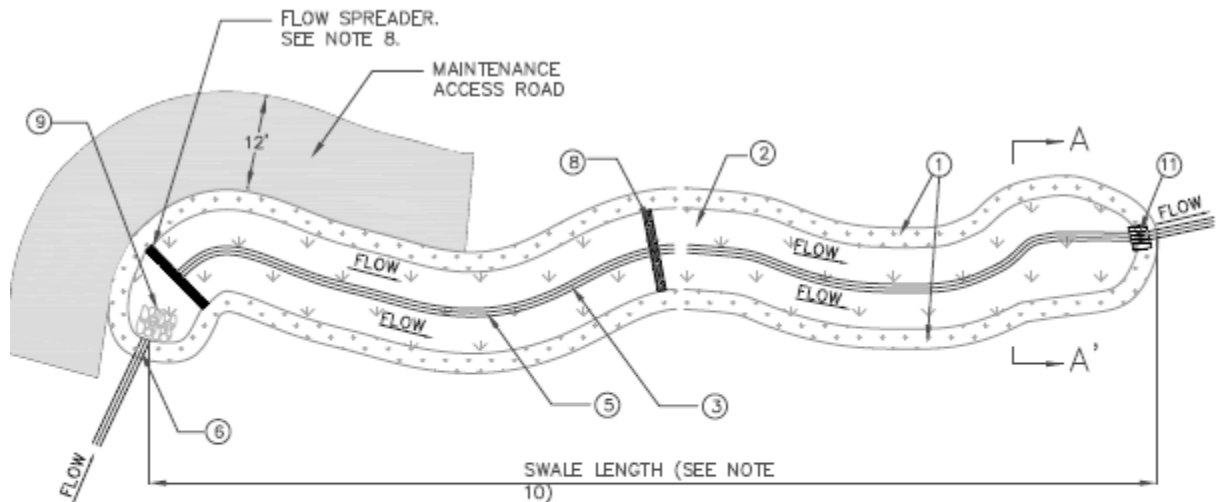 FLOW SPREADER.
SEE NOTE 8.
MAINTENANCE
ACCESS ROAD
9
12'
8
2
1
A
11
FLOW
FLOW
FLOW
FLOW
FLOW
A'
5
3
6
FLOW
SWALE LENGTH (SEE NOTE
10)